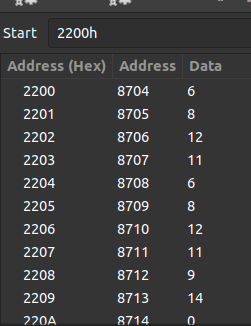 Start 2200h
Address (Hex) Address Data
2200 8704 6
2201 8705 8
2202 8706 12
2203 8707 11
2204 8708 6
2205 8709 8
2206 8710 12
2207 8711 11
2208 8712 9
2209 8713 14
220A 8714 0